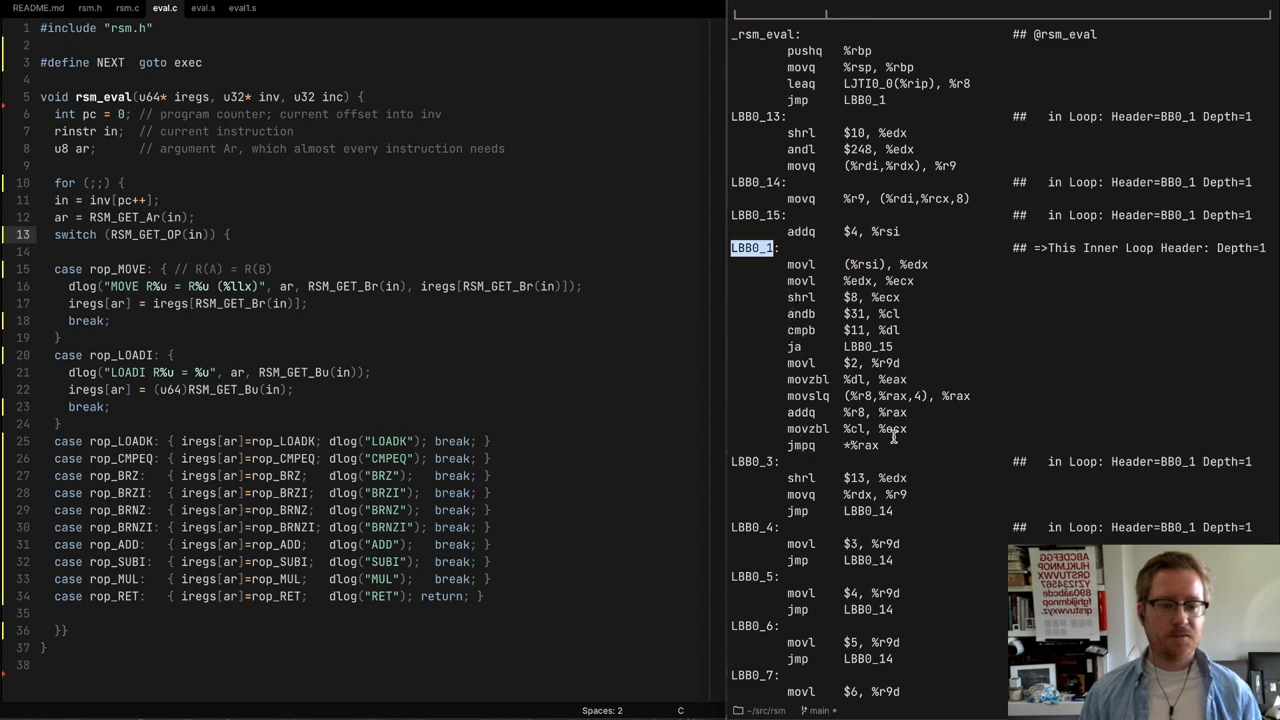 README.md rsm.h rsm.c eval.c eval.s eval1.s
1 #include "rsm.h"
2
3 #define NEXT goto exec
4
5 void rsm_eval(u64* iregs, u32* inv, u32 inc) {
6 int pc = 0; // program counter; current offset into inv
7 rinstr in; // current instruction
8 u8 ar; // argument Ar, which almost every instruction needs
9
10 for (;;) {
11 in = inv[pc++];
12 ar = RSM_GET_Ar(in);
13 switch (RSM_GET_OP(in)) {
14
15 case rop_MOVE: { // R(A) = R(B)
16 dlog("MOVE R%u = R%u (%llx)", ar, RSM_GET_Br(in), iregs[RSM_GET_Br(in)]);
17 iregs[ar] = iregs[RSM_GET_Br(in)];
18 break;
19 }
20 case rop_LOADI: {
21 dlog("LOADI R%u = %u", ar, RSM_GET_Bu(in));
22 iregs[ar] = (u64)RSM_GET_Bu(in);
23 break;
24 }
25 case rop_LOADK: { iregs[ar]=rop_LOADK; dlog("LOADK"); break; }
26 case rop_CMPEQ: { iregs[ar]=rop_CMPEQ; dlog("CMPEQ"); break; }
27 case rop_BRZ: { iregs[ar]=rop_BRZ; dlog("BRZ"); break; }
28 case rop_BRZI: { iregs[ar]=rop_BRZI; dlog("BRZI"); break; }
29 case rop_BRNZ: { iregs[ar]=rop_BRNZ; dlog("BRNZ"); break; }
30 case rop_BRNZI: { iregs[ar]=rop_BRNZI; dlog("BRNZI"); break; }
31 case rop_ADD: { iregs[ar]=rop_ADD; dlog("ADD"); break; }
32 case rop_SUBI: { iregs[ar]=rop_SUBI; dlog("SUBI"); break; }
33 case rop_MUL: { iregs[ar]=rop_MUL; dlog("MUL"); break; }
34 case rop_RET: { iregs[ar]=rop_RET; dlog("RET"); return; }
35
36 }}
37 }
38
Spaces: 2 C
_rsm_eval: ## @rsm_eval
pushq %rbp
movq %rsp, %rbp
leaq LJTI0_0(%rip), %r8
jmp LBB0_1
LBB0_13: ## in Loop: Header=BB0_1 Depth=1
shrl $10, %edx
andl $248, %edx
movq (%rdi,%rdx), %r9
LBB0_14: ## in Loop: Header=BB0_1 Depth=1
movq %r9, (%rdi,%rcx,8)
LBB0_15: ## in Loop: Header=BB0_1 Depth=1
addq $4, %rsi
LBB0_1: ## =>This Inner Loop Header: Depth=1
movl (%rsi), %edx
movl %edx, %ecx
shrl $8, %ecx
andb $31, %cl
cmpb $11, %dl
ja LBB0_15
movl $2, %r9d
movzbl %dl, %eax
movslq (%r8,%rax,4), %rax
addq %r8, %rax
movzbl %cl, %ecx
jmpq *%rax
LBB0_3: ## in Loop: Header=BB0_1 Depth=1
shrl $13, %edx
movq %rdx, %r9
jmp LBB0_14
LBB0_4: ## in Loop: Header=BB0_1 Depth=1
movl $3, %r9d
jmp LBB0_14
LBB0_5:
movl $4, %r9d
jmp LBB0_14
LBB0_6:
movl $5, %r9d
jmp LBB0_14
LBB0_7:
movl $6, %r9d
~/src/rsm main